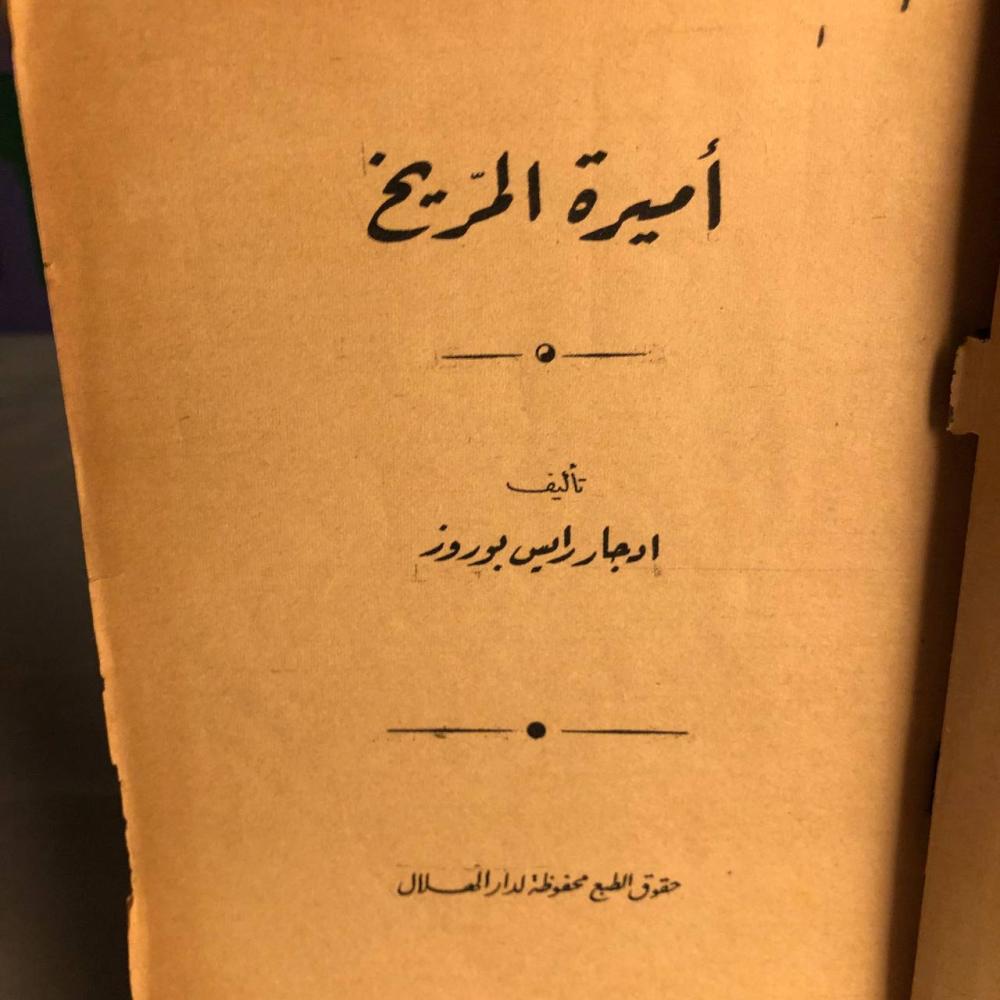 أميرة المرّيخ
تأليف
ادجار رايس بوروز
حقوق الطبع محفوظة لدار الهلال